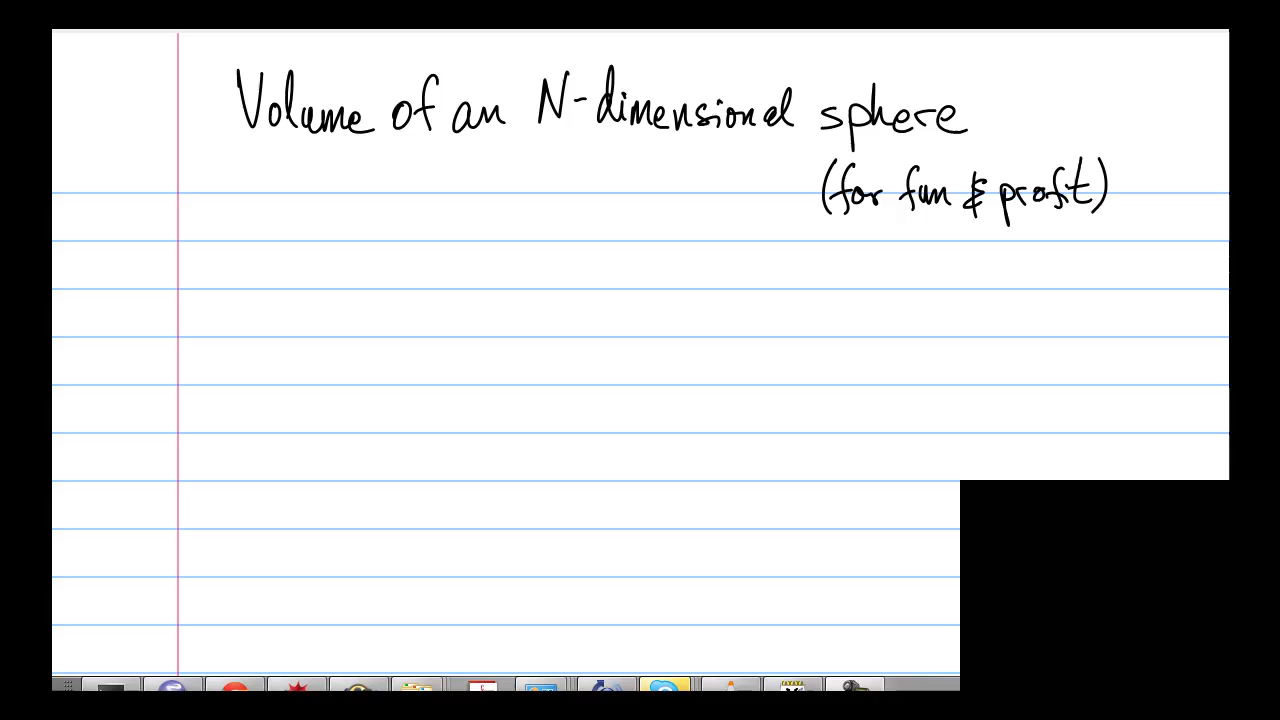 Volume of an N-dimensional sphere
(for fun & profit)